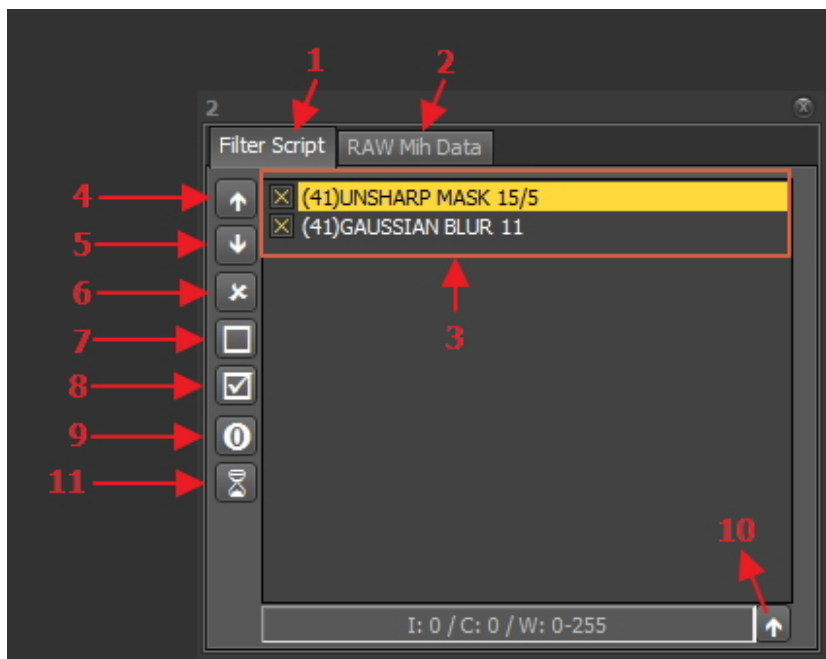 1
2
2
Filter Script
RAW Mih Data
4
(41)UNSHARP MASK 15/5
5
(41)GAUSSIAN BLUR 11
6
3
7
8
9
11
10
I: 0 / C: 0 / W: 0-255